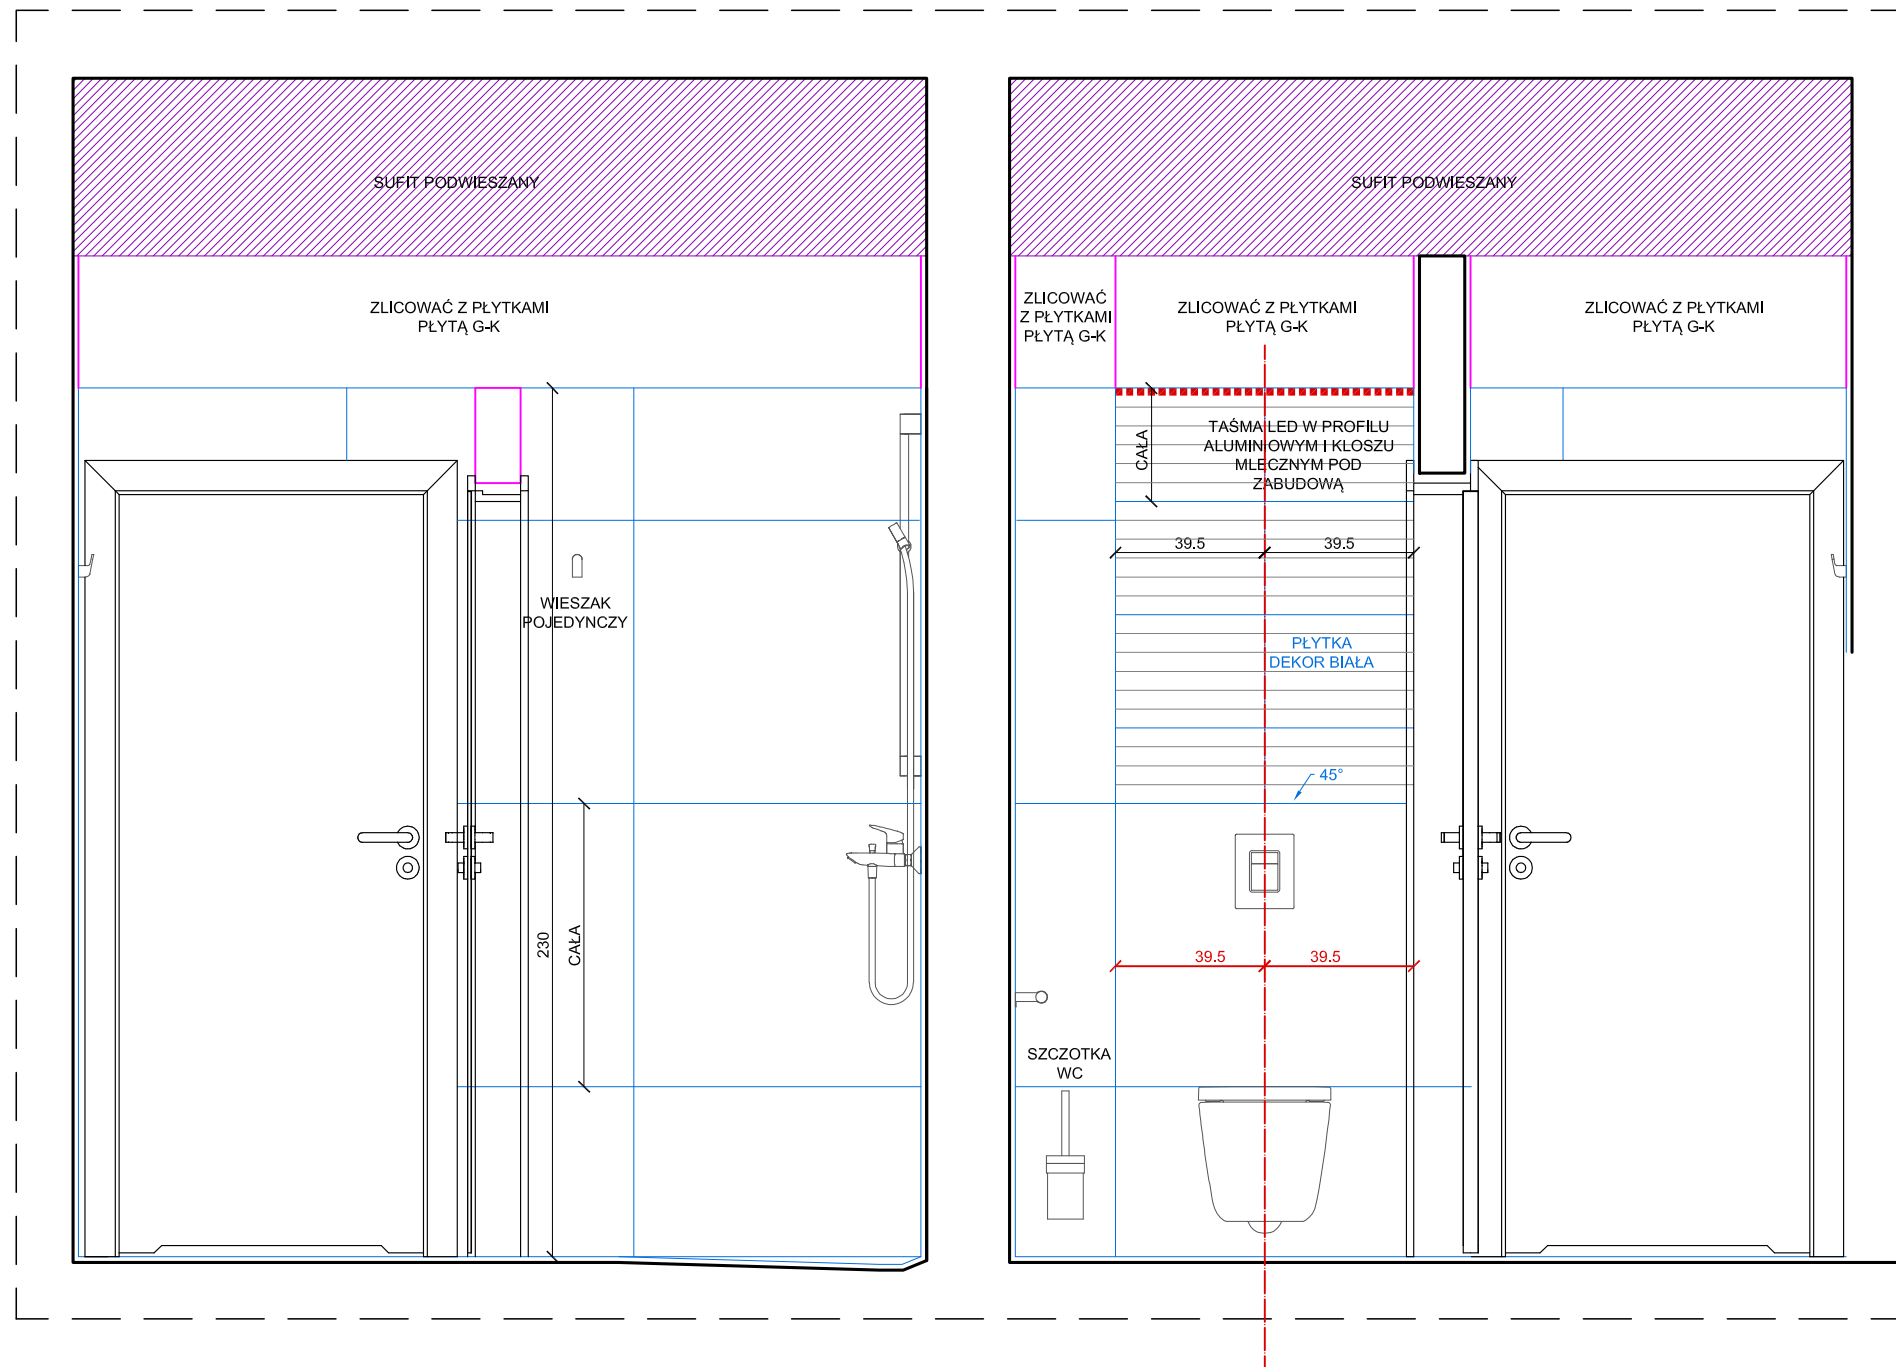 SUFIT PODWIESZANY
ZLICOWAĆ Z PŁYTKAMI
PŁYTĄ G-K
WIESZAK
POJEDYNCZY
230
CAŁA
SUFIT PODWIESZANY
ZLICOWAĆ
Z PŁYTKAMI
PŁYTĄ G-K
ZLICOWAĆ Z PŁYTKAMI
PŁYTĄ G-K
ZLICOWAĆ Z PŁYTKAMI
PŁYTĄ G-K
CAŁA
TAŚMA LED W PROFILU
ALUMINIOWYM I KLOSZU
MLECZNYM POD
ZABUDOWĄ
39.5 39.5
PŁYTKA
DEKOR BIAŁA
45°
39.5 39.5
SZCZOTKA
WC